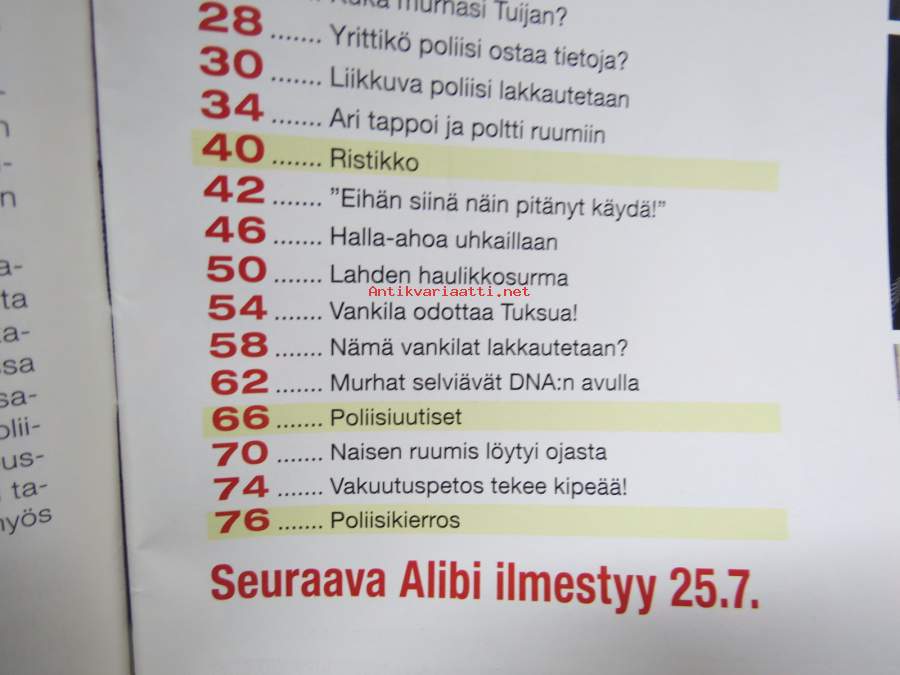 murhasi Tuijan?
28 ....... Yrittikö poliisi ostaa tietoja?
30 ....... Liikkuva poliisi lakkautetaan
34 ....... Ari tappoi ja poltti ruumiin
40 ....... Ristikko
42 ....... ”Eihän siinä näin pitänyt käydä!”
46 ....... Halla-ahoa uhkaillaan
50 ....... Lahden haulikkosurma
Antikvariaatti.net
54 ....... Vankila odottaa Tuksua!
58 ....... Nämä vankilat lakkautetaan?
62 ....... Murhat selviävät DNA:n avulla
66 ....... Poliisiuutiset
70 ....... Naisen ruumis löytyi ojasta
74 ....... Vakuutuspetos tekee kipeää!
76 ....... Poliisikierros
Seuraava Alibi ilmestyy 25.7.